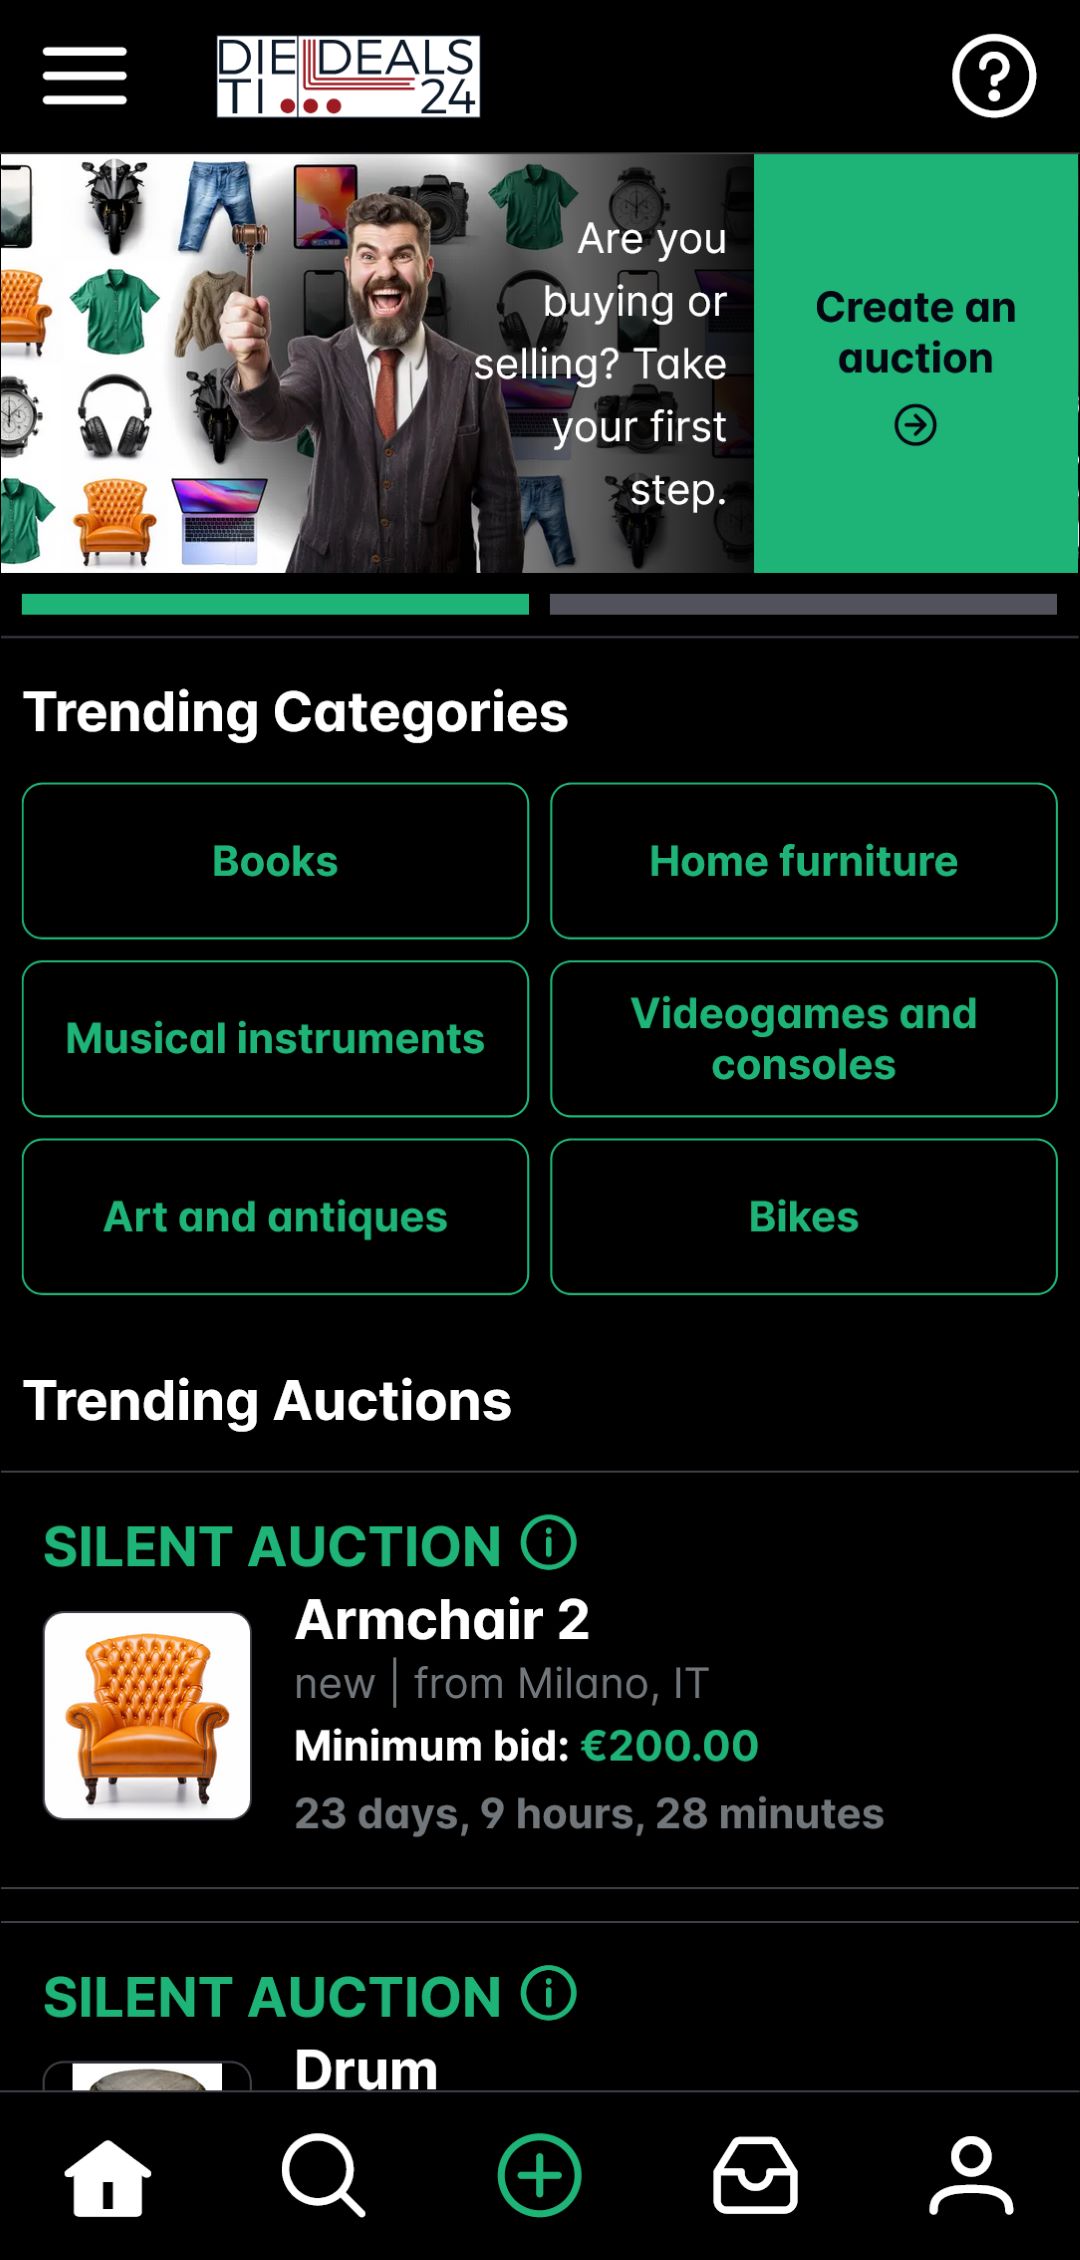 DIE DEALS
TI ... 24
Are you
buying or
selling? Take
your first
step.
Create an
auction
Trending Categories
Books
Home furniture
Musical instruments
Videogames and
consoles
Art and antiques
Bikes
Trending Auctions
SILENT AUCTION
Armchair 2
new | from Milano, IT
Minimum bid: €200.00
23 days, 9 hours, 28 minutes
SILENT AUCTION
Drum